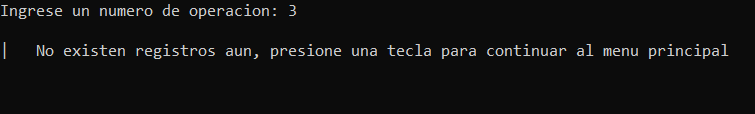 Ingrese un numero de operacion: 3
|   No existen registros aun, presione una tecla para continuar al menu principal